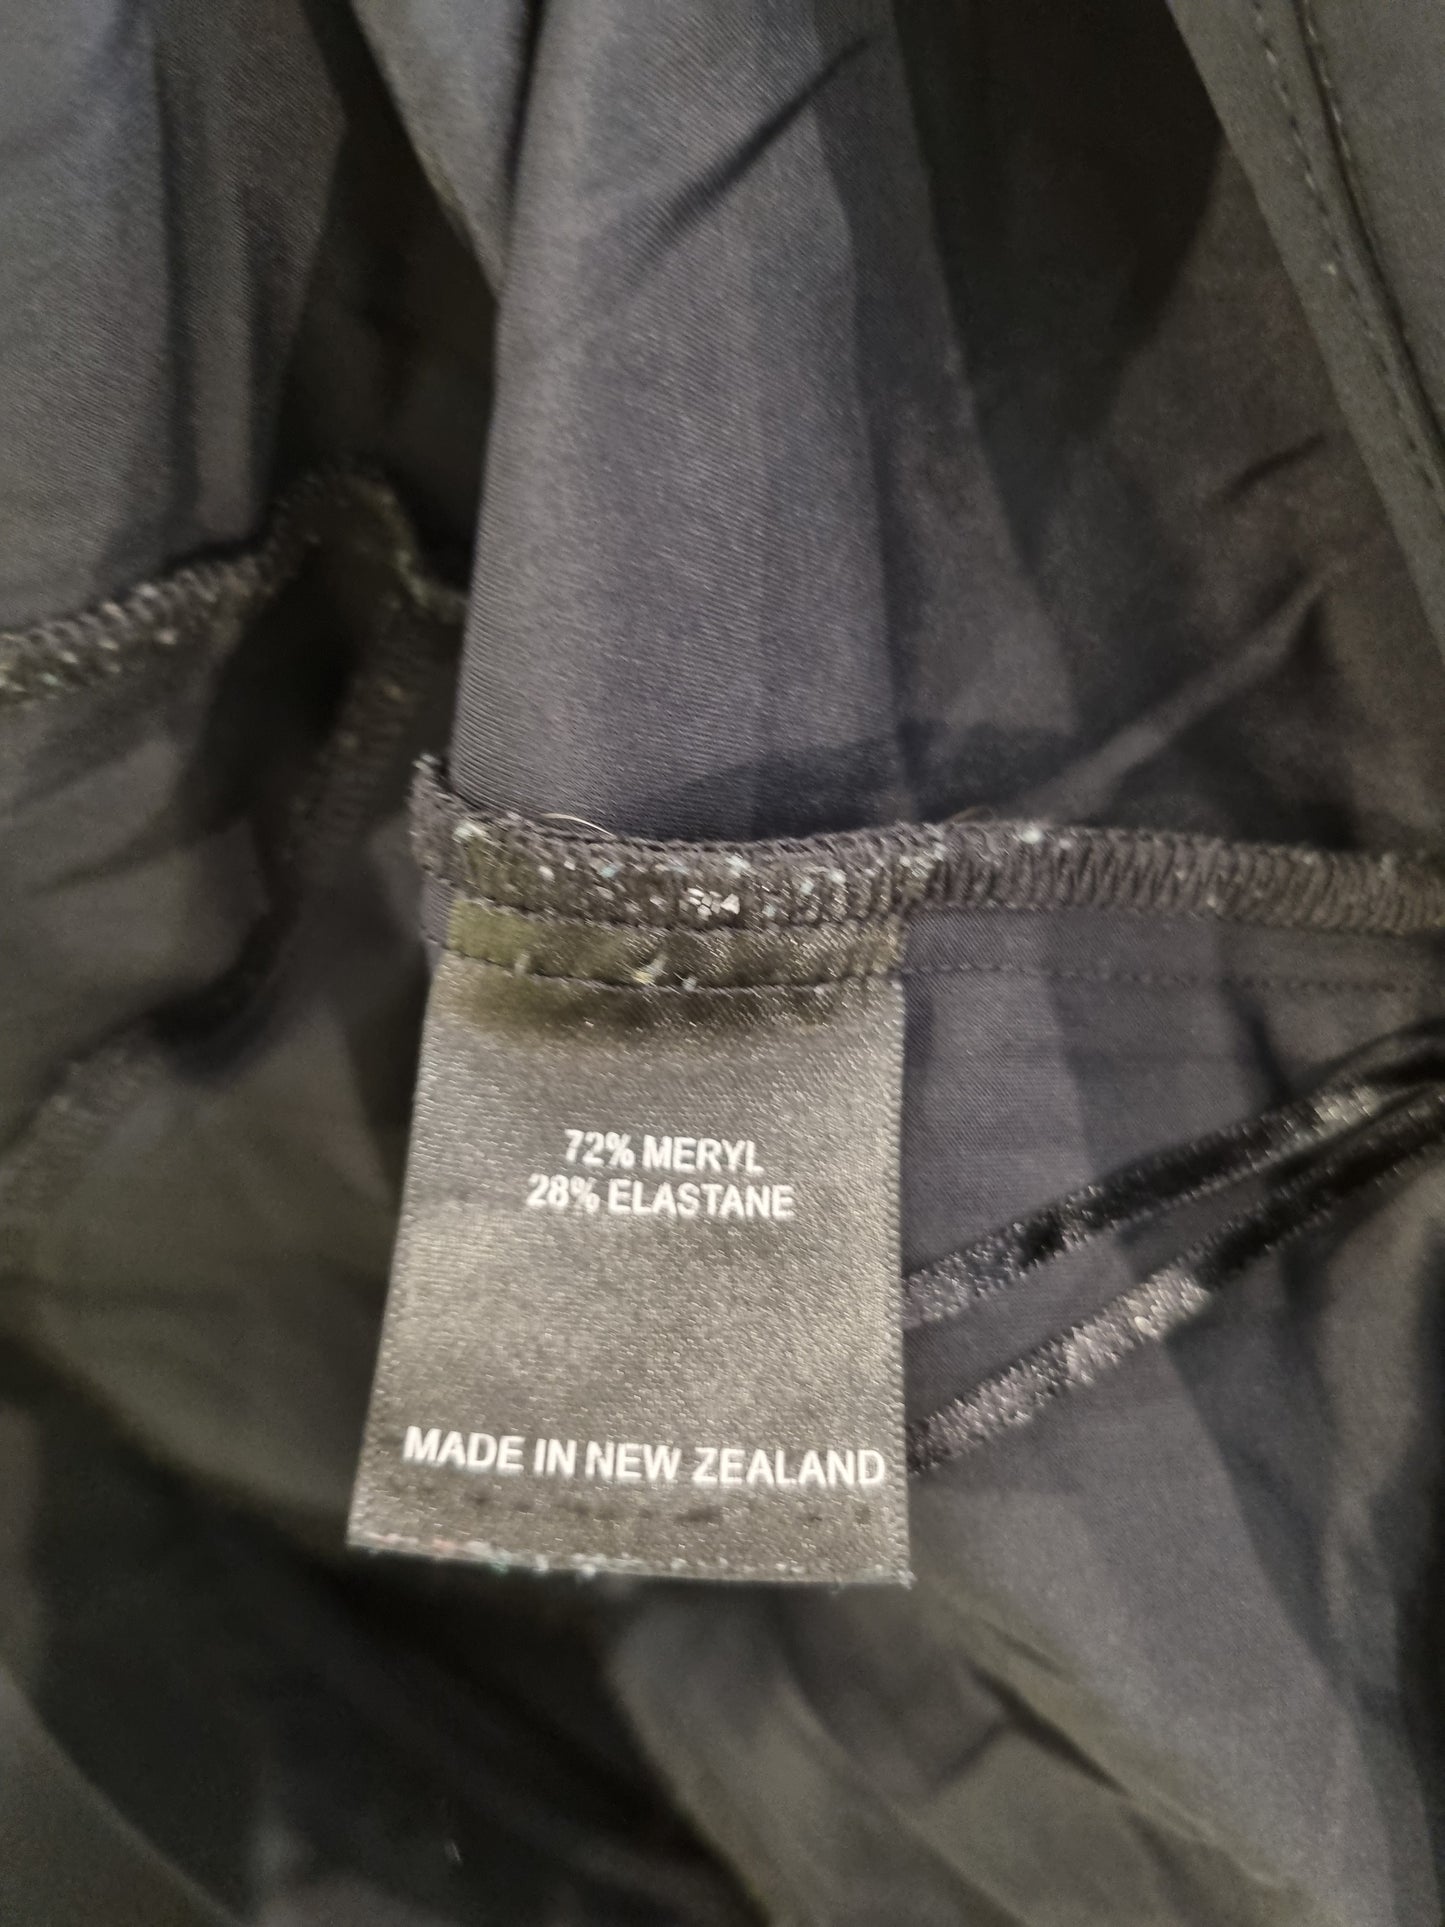 72% MERYL
28% ELASTANE
MADE IN NEW ZEALAND